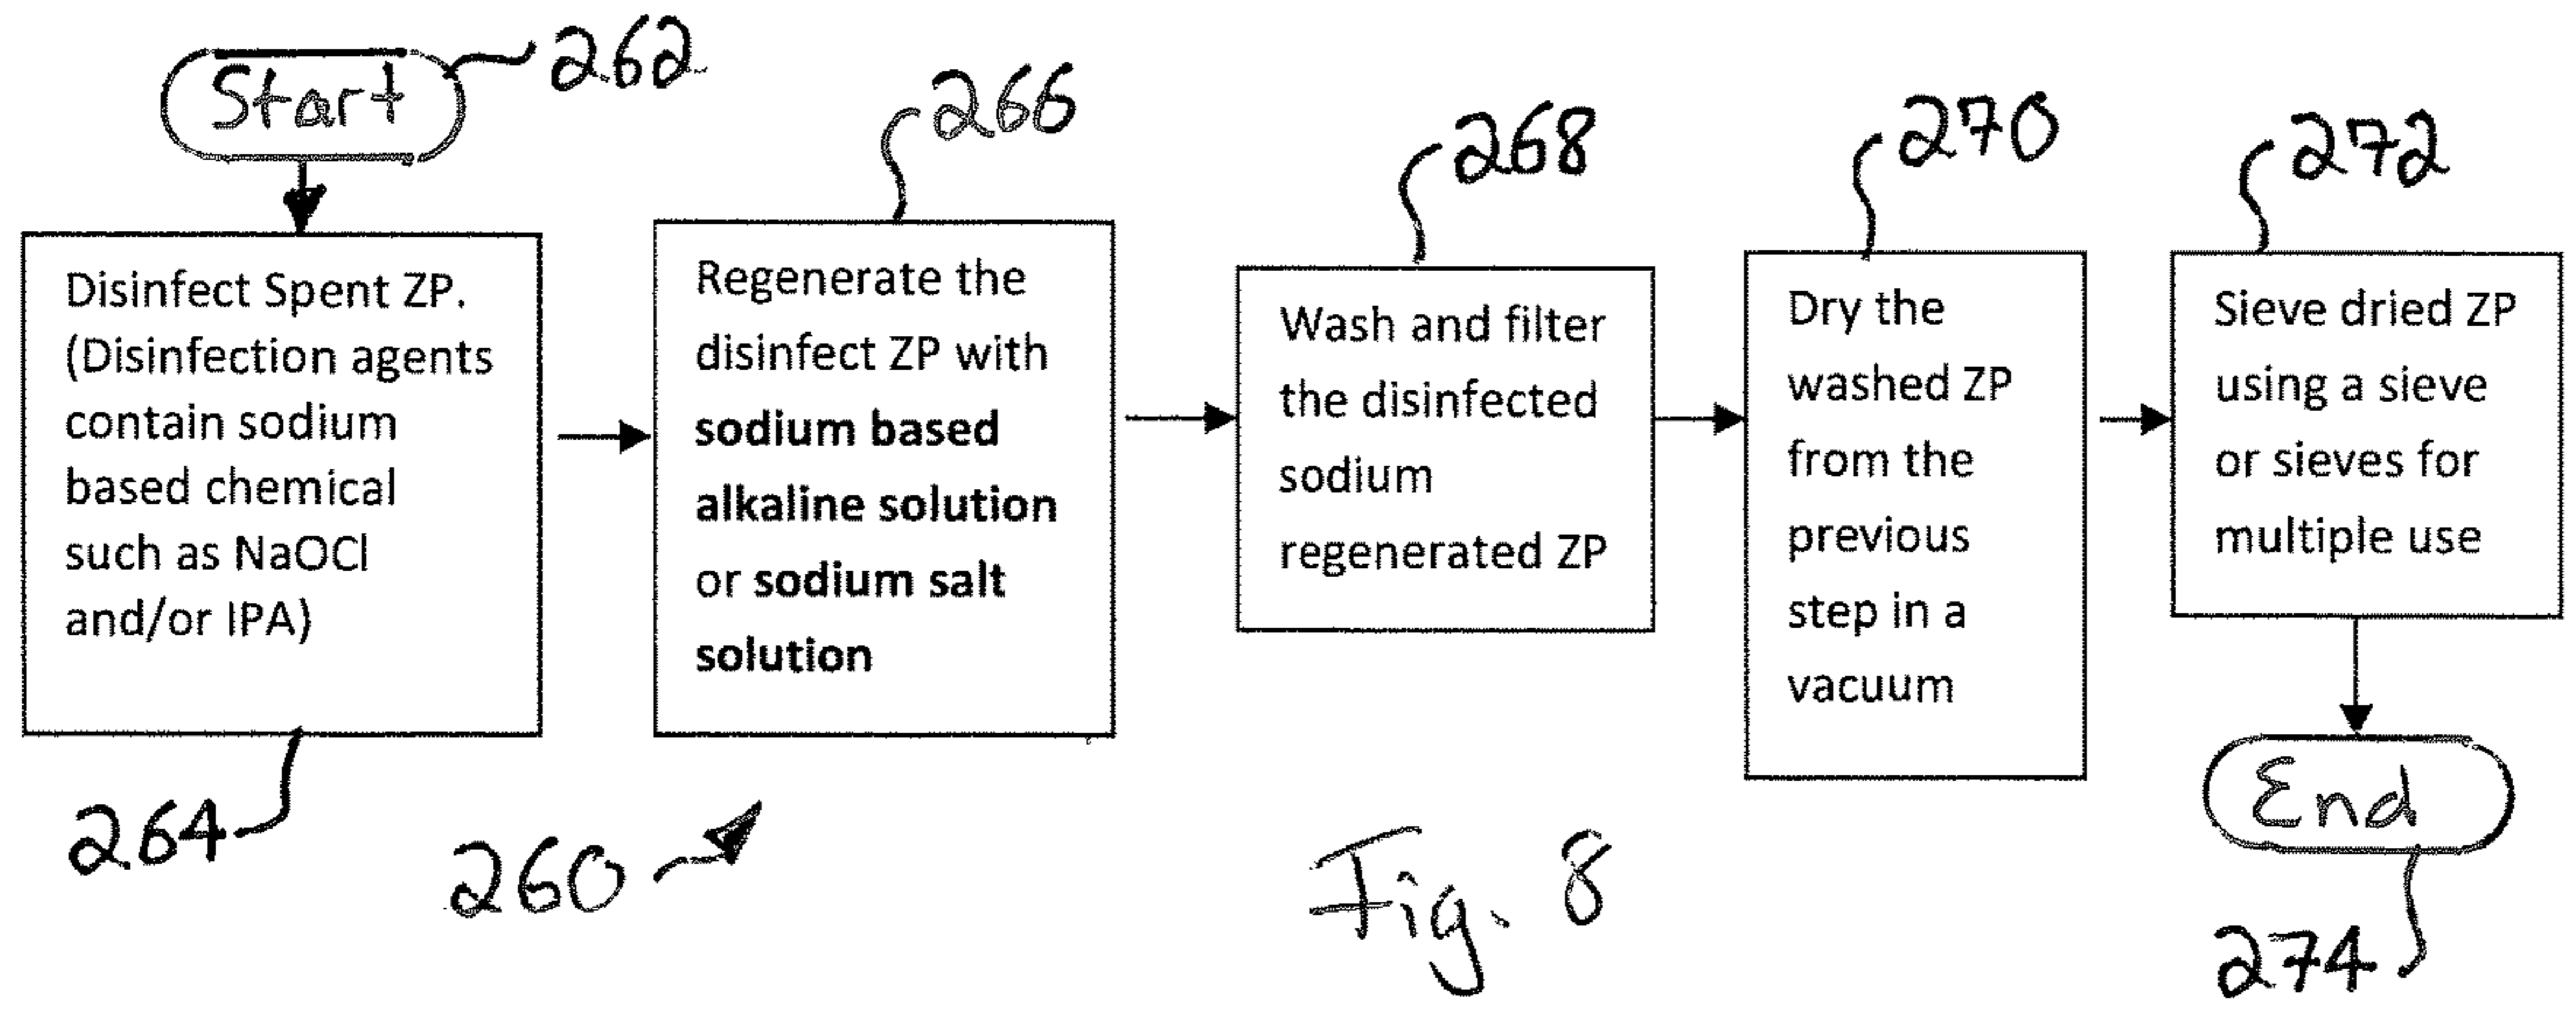 Start
262
266
268
270
272
Disinfect Spent ZP.
(Disinfection agents
contain sodium
based chemical
such as NaOCl
and/or IPA)
Regenerate the
disinfect ZP with
sodium based
alkaline solution
or sodium salt
solution
Wash and filter
the disinfected
sodium
regenerated ZP
Dry the
washed ZP
from the
previous
step in a
vacuum
Sieve dried ZP
using a sieve
or sieves for
multiple use
End
264
260
Fig. 8
274